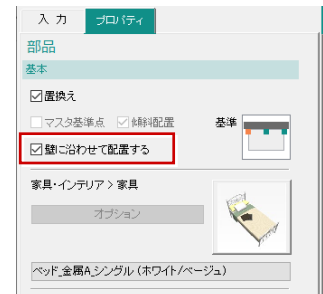 入 力 プロパティ
部品
基本
置換え
マスタ基準点 傾斜配置 基準
壁に沿わせて配置する
家具・インテリア > 家具
オプション
ベッド_金属A_シングル (ホワイト/ベージュ)